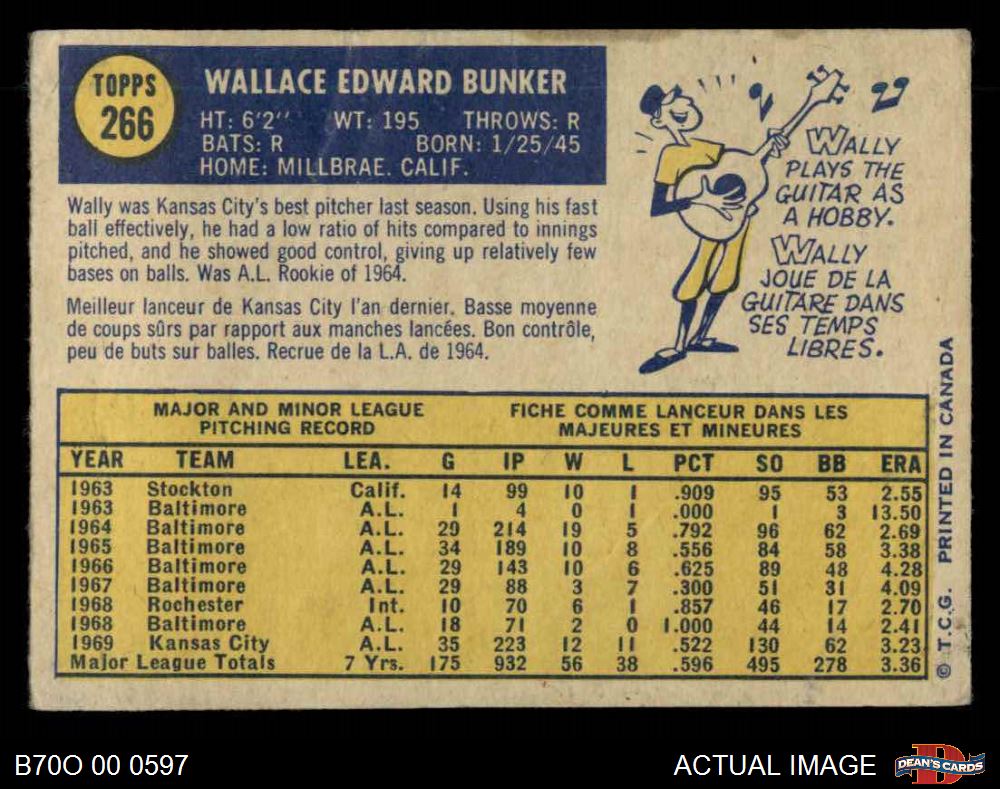 TOPPS
266
WALLACE EDWARD BUNKER
HT: 6'2" WT: 195 THROWS: R
BATS: R BORN: 1/25/45
HOME: MILLBRAE. CALIF.
Wally was Kansas City's best pitcher last season. Using his fast
ball effectively, he had a low ratio of hits compared to innings
pitched, and he showed good control, giving up relatively few
bases on balls. Was A.L. Rookie of 1964.
Meilleur lanceur de Kansas City l'an dernier. Basse moyenne
de coups sûrs par rapport aux manches lancées. Bon contrôle,
peu de buts sur balles. Recrue de la L.A. de 1964.
WALLY
PLAYS THE
GUITAR AS
A HOBBY.
WALLY
JOUE DE LA
GUITARE DANS
SES TEMPS
LIBRES.
MAJOR AND MINOR LEAGUE
PITCHING RECORD
FICHE COMME LANCEUR DANS LES
MAJEURES ET MINEURES
YEAR TEAM LEA. G IP W L PCT SO BB ERA
1963 Stockton Calif. 14 99 10 1 .909 95 53 2.55
1963 Baltimore A.L. 1 4 0 1 .000 1 3 13.50
1964 Baltimore A.L. 29 214 19 5 .792 96 62 2.69
1965 Baltimore A.L. 34 189 10 8 .556 84 58 3.38
1966 Baltimore A.L. 29 143 10 6 .625 89 48 4.28
1967 Baltimore A.L. 29 88 3 7 .300 51 31 4.09
1968 Rochester Int. 10 70 6 1 .857 46 17 2.70
1968 Baltimore A.L. 18 71 2 0 1.000 44 14 2.41
1969 Kansas City A.L. 35 223 12 11 .522 130 62 3.23
Major League Totals 7 Yrs. 175 932 56 38 .596 495 278 3.36
© T.C.G. PRINTED IN CANADA
B70O 00 0597
ACTUAL IMAGE
D
DEAN'S CARDS